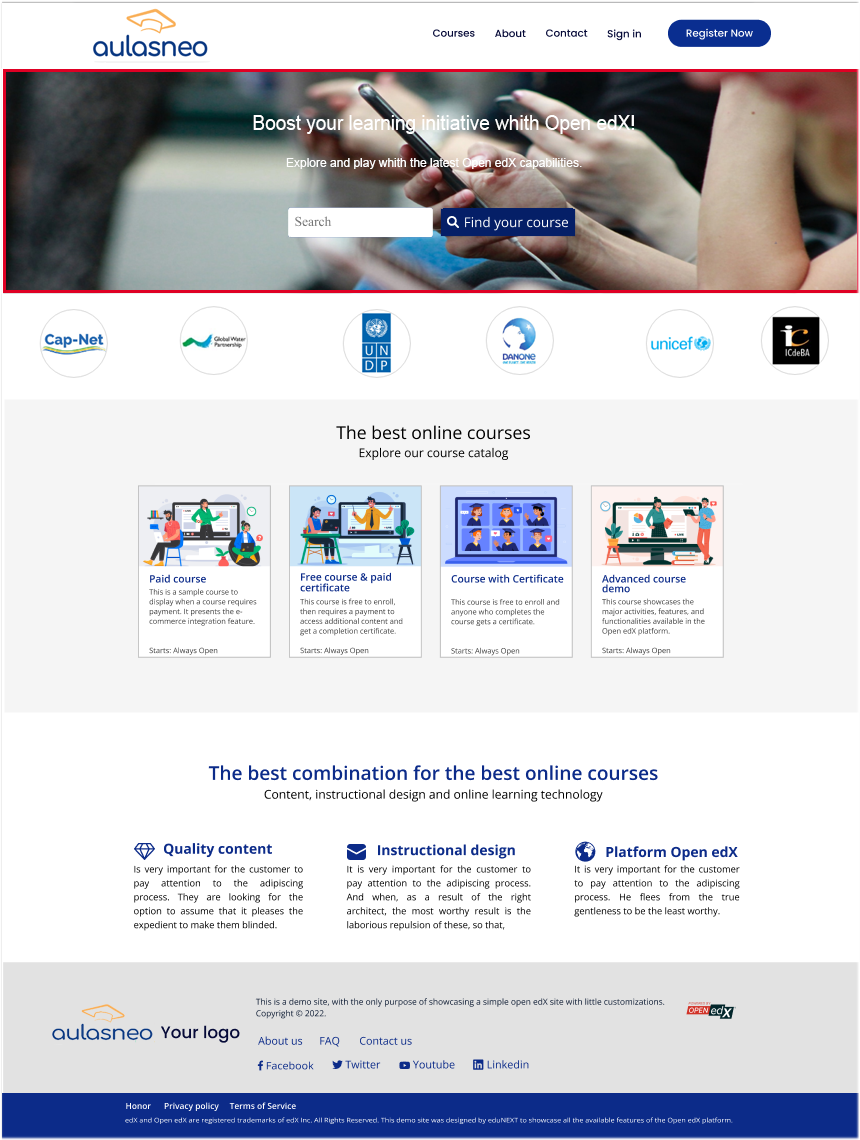 aulasneo
Courses About Contact Sign in Register Now
Boost your learning initiative whith Open edX!
Explore and play whith the latest Open edX capabilities.
Search Find your course
Cap-Net
Global Water
Partnership
UN
DP
DANONE
unicef
ic
ICdeBA
The best online courses
Explore our course catalog
Paid course
This is a sample course to
display when a course requires
payment. It presents the e-
commerce integration feature.
Starts: Always Open
Free course & paid
certificate
This course is free to enroll,
then requires a payment to
access additional content and
get a completion certificate.
Starts: Always Open
Course with Certificate
This course is free to enroll and
anyone who completes the
course gets a certificate.
Starts: Always Open
Advanced course
demo
This course showcases the
major activities, features, and
functionalities available in the
Open edX platform.
Starts: Always Open
The best combination for the best online courses
Content, instructional design and online learning technology
Quality content
Is very important for the customer to
pay attention to the adipiscing
process. They are looking for the
option to assume that it pleases the
expedient to make them blinded.
Instructional design
It is very important for the customer to
pay attention to the adipiscing process.
And when, as a result of the right
architect, the most worthy result is the
laborious repulsion of these, so that,
Platform Open edX
It is very important for the customer
to pay attention to the adipiscing
process. He flees from the true
gentleness to be the least worthy.
aulasneo Your logo
This is a demo site, with the only purpose of showcasing a simple open edX site with little customizations.
Copyright © 2022.
About us FAQ Contact us
Facebook Twitter Youtube Linkedin
POWERED BY
OPEN edX
Honor Privacy policy Terms of Service
edX and Open edX are registered trademarks of edX Inc. All Rights Reserved. This demo site was designed by eduNEXT to showcase all the available features of the Open edX platform.